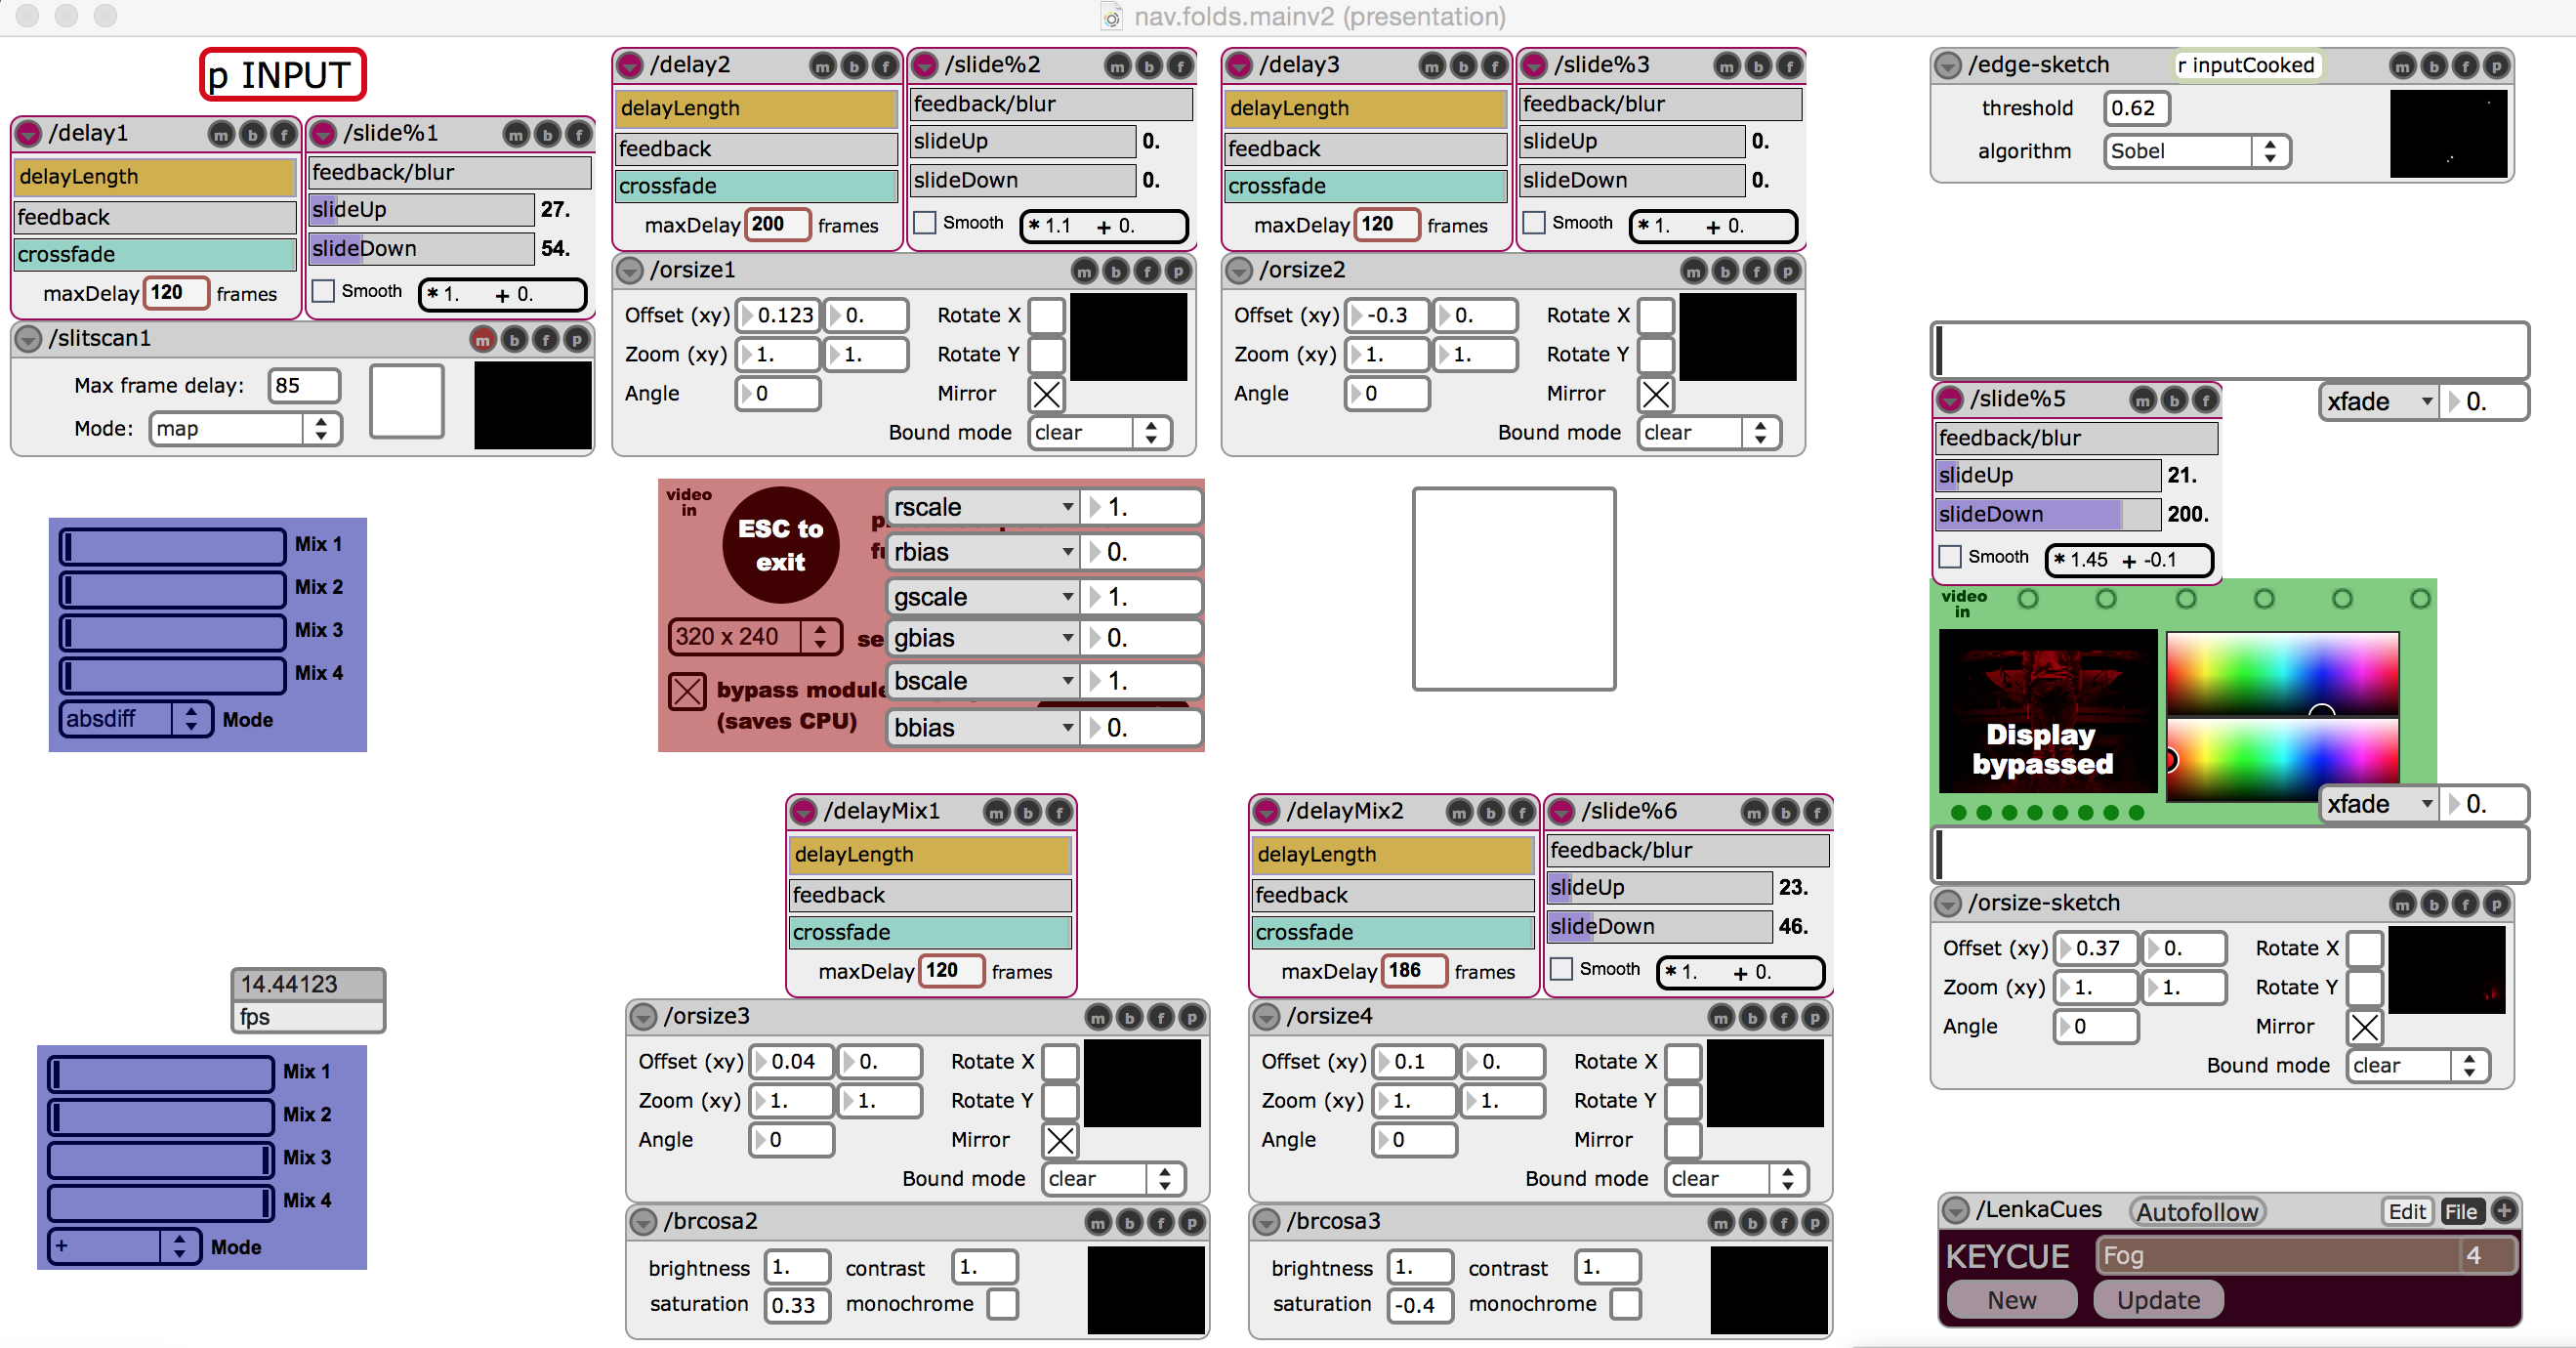 nav.folds.mainv2 (presentation)
p INPUT
/delay1 m b f
delayLength
feedback
crossfade
maxDelay 120 frames
/slide%1 m b f
feedback/blur
slideUp 27.
slideDown 54.
Smooth * 1. + 0.
/slitscan1 m b f p
Max frame delay: 85
Mode: map
/delay2 m b f
delayLength
feedback
crossfade
maxDelay 200 frames
/slide%2 m b f
feedback/blur
slideUp 0.
slideDown 0.
Smooth * 1.1 + 0.
/orsize1 m b f p
Offset (xy) 0.123 0. Rotate X
Zoom (xy) 1. 1. Rotate Y
Angle 0 Mirror
Bound mode clear
/delay3 m b f
delayLength
feedback
crossfade
maxDelay 120 frames
/slide%3 m b f
feedback/blur
slideUp 0.
slideDown 0.
Smooth * 1. + 0.
/orsize2 m b f p
Offset (xy) -0.3 0. Rotate X
Zoom (xy) 1. 1. Rotate Y
Angle 0 Mirror
Bound mode clear
/edge-sketch r inputCooked m b f p
threshold 0.62
algorithm Sobel
xfade 0.
/slide%5 m b f
feedback/blur
slideUp 21.
slideDown 200.
Smooth * 1.45 + -0.1
video
in
Display
bypassed
xfade 0.
Mix 1
Mix 2
Mix 3
Mix 4
absdiff Mode
video
in
ESC to
exit
320 x 240
bypass module
(saves CPU)
rscale 1.
rbias 0.
gscale 1.
gbias 0.
bscale 1.
bbias 0.
/delayMix1 m b f
delayLength
feedback
crossfade
maxDelay 120 frames
/orsize3 m b f p
Offset (xy) 0.04 0. Rotate X
Zoom (xy) 1. 1. Rotate Y
Angle 0 Mirror
Bound mode clear
/brcosa2 m b f p
brightness 1. contrast 1.
saturation 0.33 monochrome
/delayMix2 m b f
delayLength
feedback
crossfade
maxDelay 186 frames
/slide%6 m b f
feedback/blur
slideUp 23.
slideDown 46.
Smooth * 1. + 0.
/orsize4 m b f p
Offset (xy) 0.1 0. Rotate X
Zoom (xy) 1. 1. Rotate Y
Angle 0 Mirror
Bound mode clear
/brcosa3 m b f p
brightness 1. contrast 1.
saturation -0.4 monochrome
14.44123
fps
Mix 1
Mix 2
Mix 3
Mix 4
+ Mode
/orsize-sketch m b f p
Offset (xy) 0.37 0. Rotate X
Zoom (xy) 1. 1. Rotate Y
Angle 0 Mirror
Bound mode clear
/LenkaCues Autofollow Edit File +
KEYCUE Fog 4
New Update